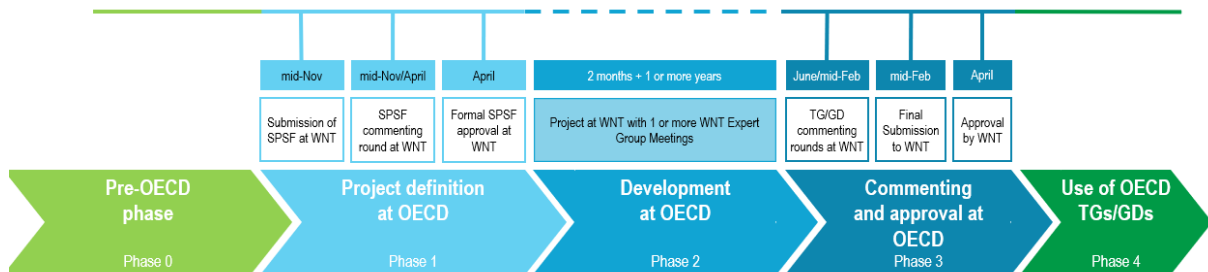 mid-Nov
mid-Nov/April
April
2 months + 1 or more years
June/mid-Feb
mid-Feb
April
Submission of
SPSF at WNT
SPSF
commenting
round at WNT
Formal SPSF
approval at
WNT
Project at WNT with 1 or more WNT Expert
Group Meetings
TG/GD
commenting
rounds at WNT
Final
Submission
to WNT
Approval
by WNT
Pre-OECD
phase
Phase 0
Project definition
at OECD
Phase 1
Development
at OECD
Phase 2
Commenting
and approval at
OECD
Phase 3
Use of OECD
TGs/GDs
Phase 4